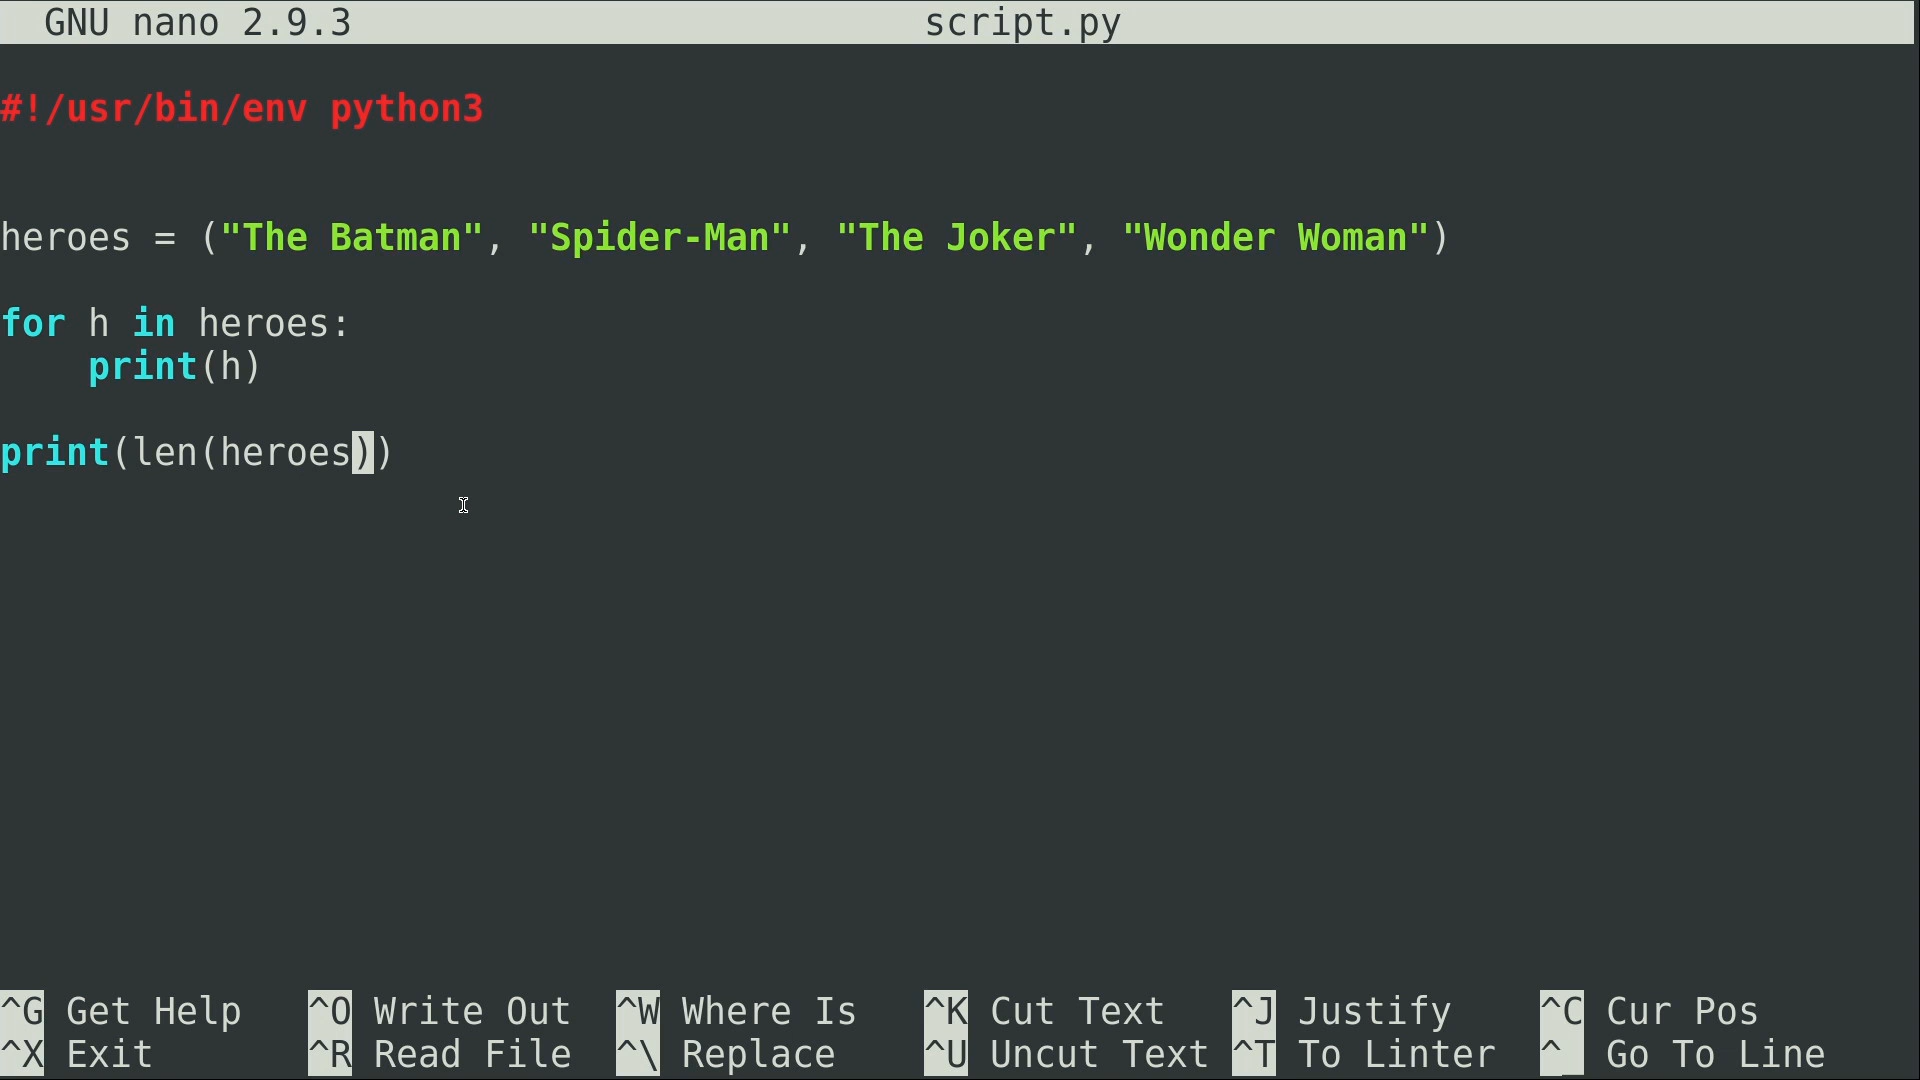 GNU nano 2.9.3 script.py
#!/usr/bin/env python3
heroes = ("The Batman", "Spider-Man", "The Joker", "Wonder Woman")
for h in heroes:
    print(h)
print(len(heroes))
^G Get Help ^O Write Out ^W Where Is ^K Cut Text ^J Justify ^C Cur Pos
^X Exit ^R Read File ^\ Replace ^U Uncut Text ^T To Linter ^_ Go To Line